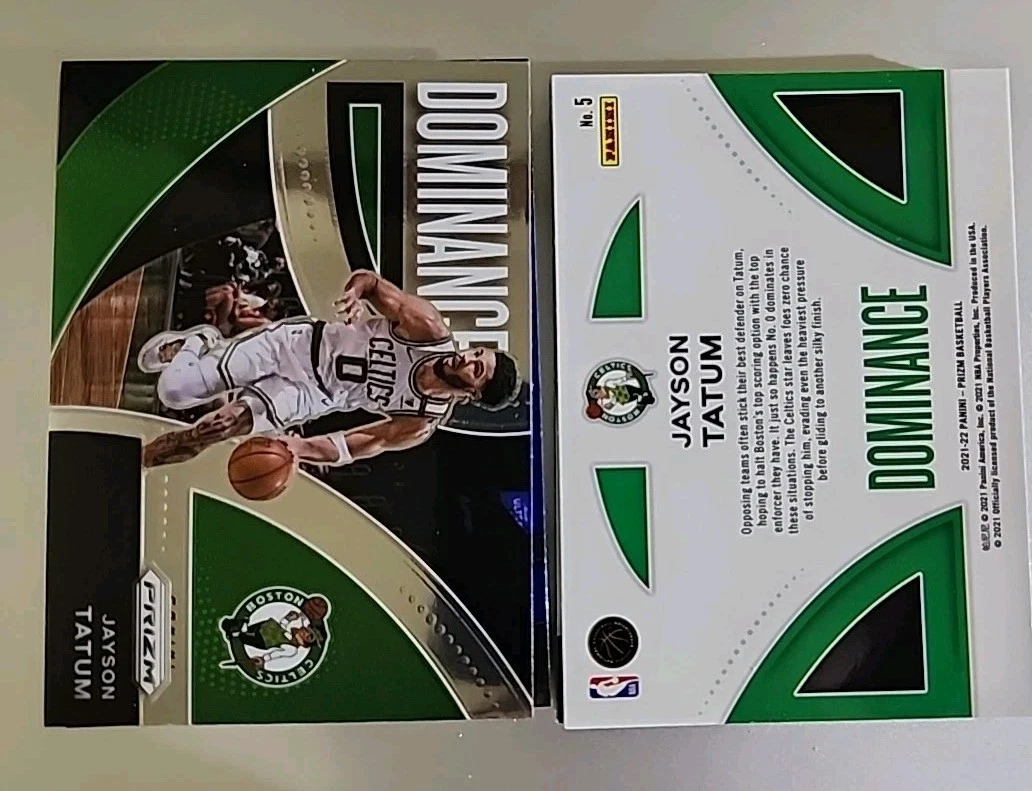 DOMINANCE
CELTICS
0
BOSTON
CELTICS
PANINI
PRIZM
JAYSON
TATUM
No. 5
PANINI
BOSTON
CELTICS
NBA
JAYSON
TATUM
Opposing teams often stick their best defender on Tatum,
hoping to halt Boston's top scoring option with the top
enforcer they have. It just so happens No. 0 dominates in
these situations. The Celtics star leaves foes zero chance
of stopping him, evading even the heaviest pressure
before gliding to another silky finish.
DOMINANCE
2021-22 PANINI – PRIZM BASKETBALL
© 2021 Panini America, Inc. © 2021 NBA Properties, Inc. Produced in the USA.
© 2021 Officially licensed product of the National Basketball Players Association.